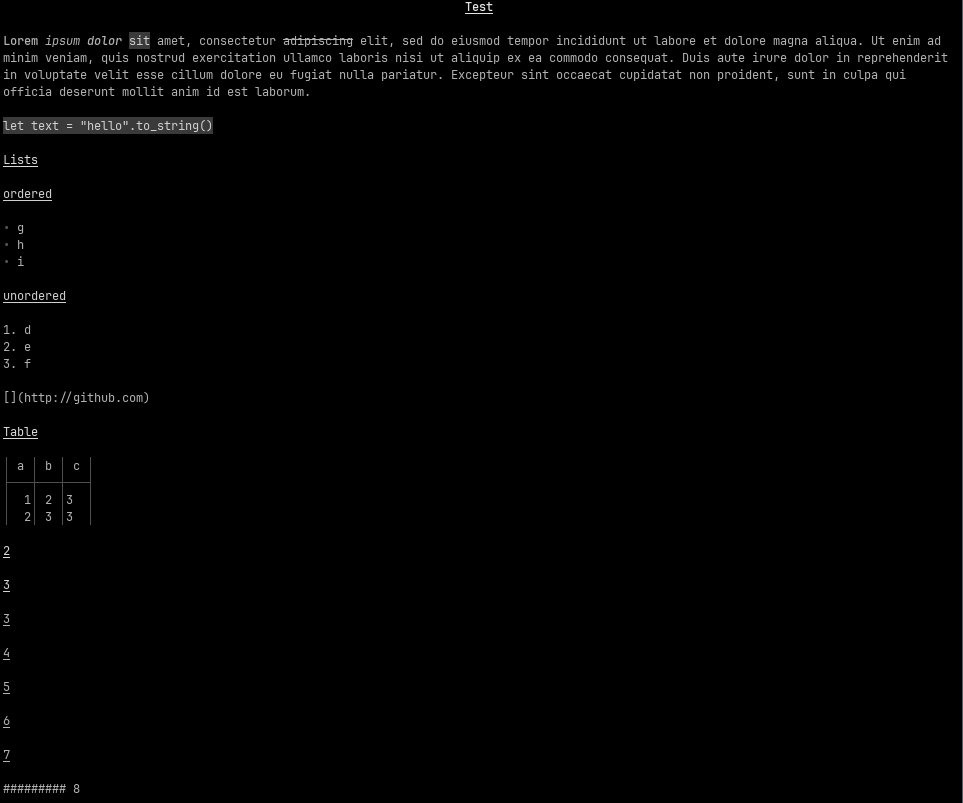 Test
Lorem ipsum dolor sit amet, consectetur adipiscing elit, sed do eiusmod tempor incididunt ut labore et dolore magna aliqua. Ut enim ad
minim veniam, quis nostrud exercitation ullamco laboris nisi ut aliquip ex ea commodo consequat. Duis aute irure dolor in reprehenderit
in voluptate velit esse cillum dolore eu fugiat nulla pariatur. Excepteur sint occaecat cupidatat non proident, sunt in culpa qui
officia deserunt mollit anim id est laborum.
let text = "hello".to_string()
Lists
ordered
• g
• h
• i
unordered
1. d
2. e
3. f
[](http://github.com)
Table
a b c
1 2 3
2 3 3
2
3
3
4
5
6
7
######### 8